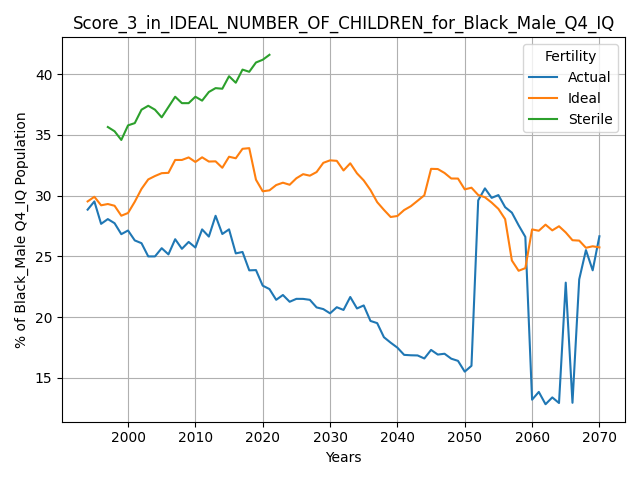 Score_3_in_IDEAL_NUMBER_OF_CHILDREN_for_Black_Male_Q4_IQ
Fertility
Actual
Ideal
Sterile
% of Black_Male Q4_IQ Population
40
35
30
25
20
15
2000 2010 2020 2030 2040 2050 2060 2070
Years